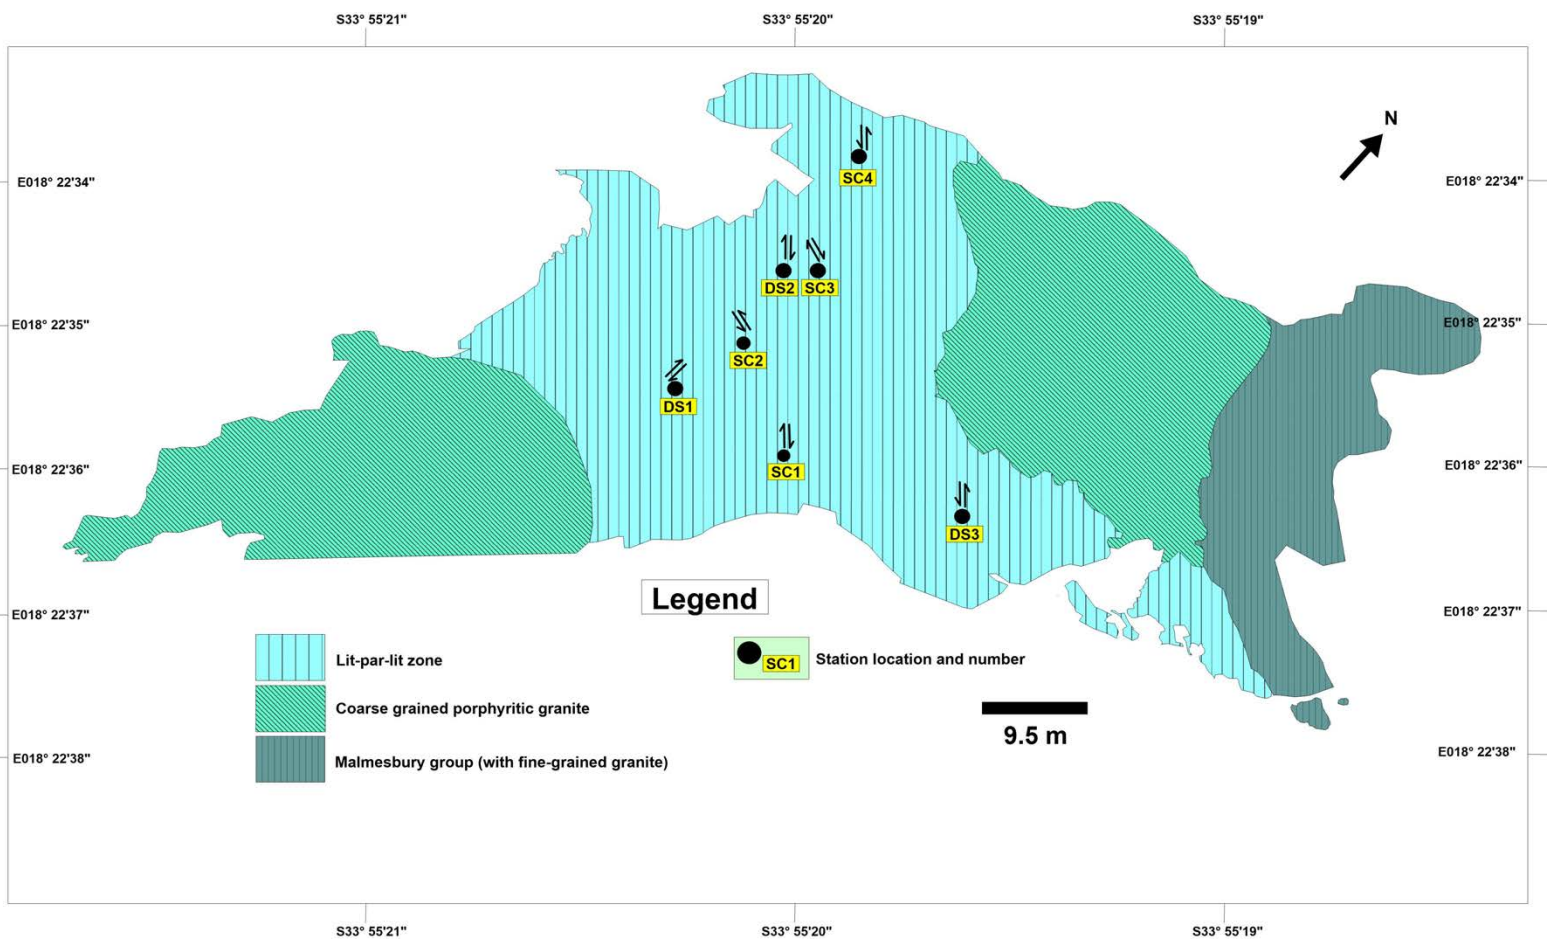 S33° 55'21"
S33° 55'20"
S33° 55'19"
N
SC4
E018° 22'34"
E018° 22'34"
DS2
SC3
E018° 22'35"
E018° 22'35"
SC2
DS1
E018° 22'36"
SC1
E018° 22'36"
DS3
Legend
E018° 22'37"
E018° 22'37"
Lit-par-lit zone
SC1
Station location and number
Coarse grained porphyritic granite
9.5 m
E018° 22'38"
Malmesbury group (with fine-grained granite)
E018° 22'38"
S33° 55'21"
S33° 55'20"
S33° 55'19"